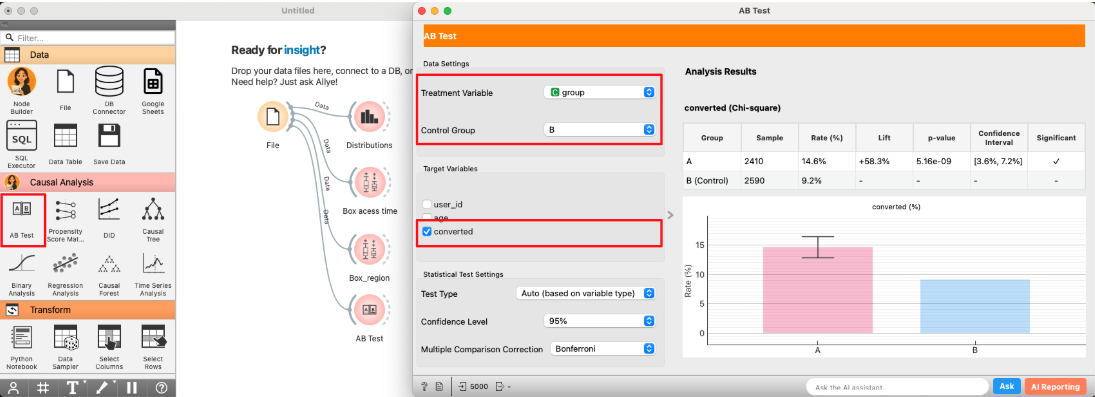 Untitled
Filter...
Data
Node Builder
File
DB Connector
Google Sheets
SQL
SQL Executor
Data Table
Save Data
Causal Analysis
A B
AB Test
Propensity Score Mat...
DID
Causal Tree
Binary Analysis
Regression Analysis
Causal Forest
Time Series Analysis
Transform
Python Notebook
Data Sampler
Select Columns
Select Rows
Ready for insight?
Drop your data files here, connect to a DB, or
Need help? Just ask Allye!
File
Data
Data
Data
Data
Distributions
Box acess time
Box_region
A B
AB Test
AB Test
AB Test
Data Settings
Treatment Variable
C group
Control Group
B
Target Variables
user_id
age
converted
Statistical Test Settings
Test Type
Auto (based on variable type)
Confidence Level
95%
Multiple Comparison Correction
Bonferroni
5000
-
Analysis Results
converted (Chi-square)
Group Sample Rate (%) Lift p-value Confidence Interval Significant
A 2410 14.6% +58.3% 5.16e-09 [3.6%, 7.2%] ✓
B (Control) 2590 9.2% - - - -
converted (%)
Rate (%)
15
10
5
0
A
B
Ask the AI assistant
Ask
AI Reporting